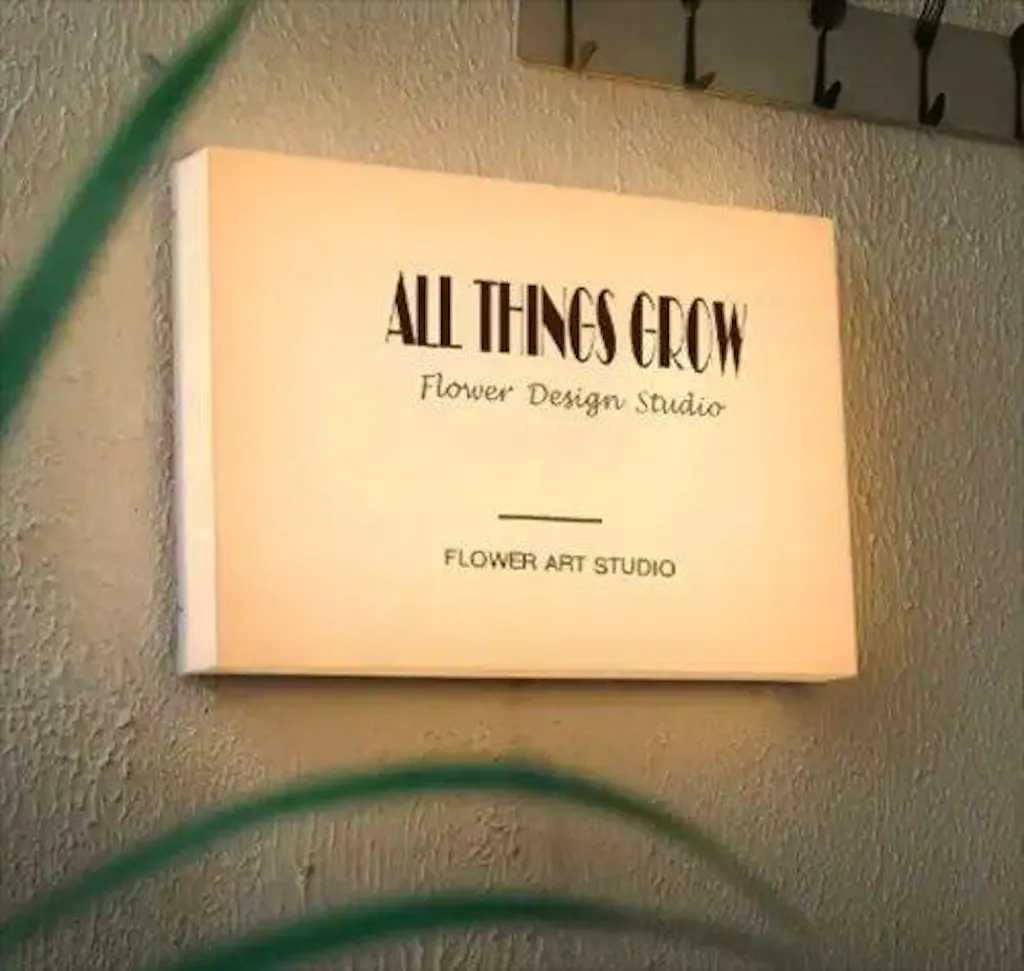 ALL THINGS GROW
Flower Design Studio
FLOWER ART STUDIO